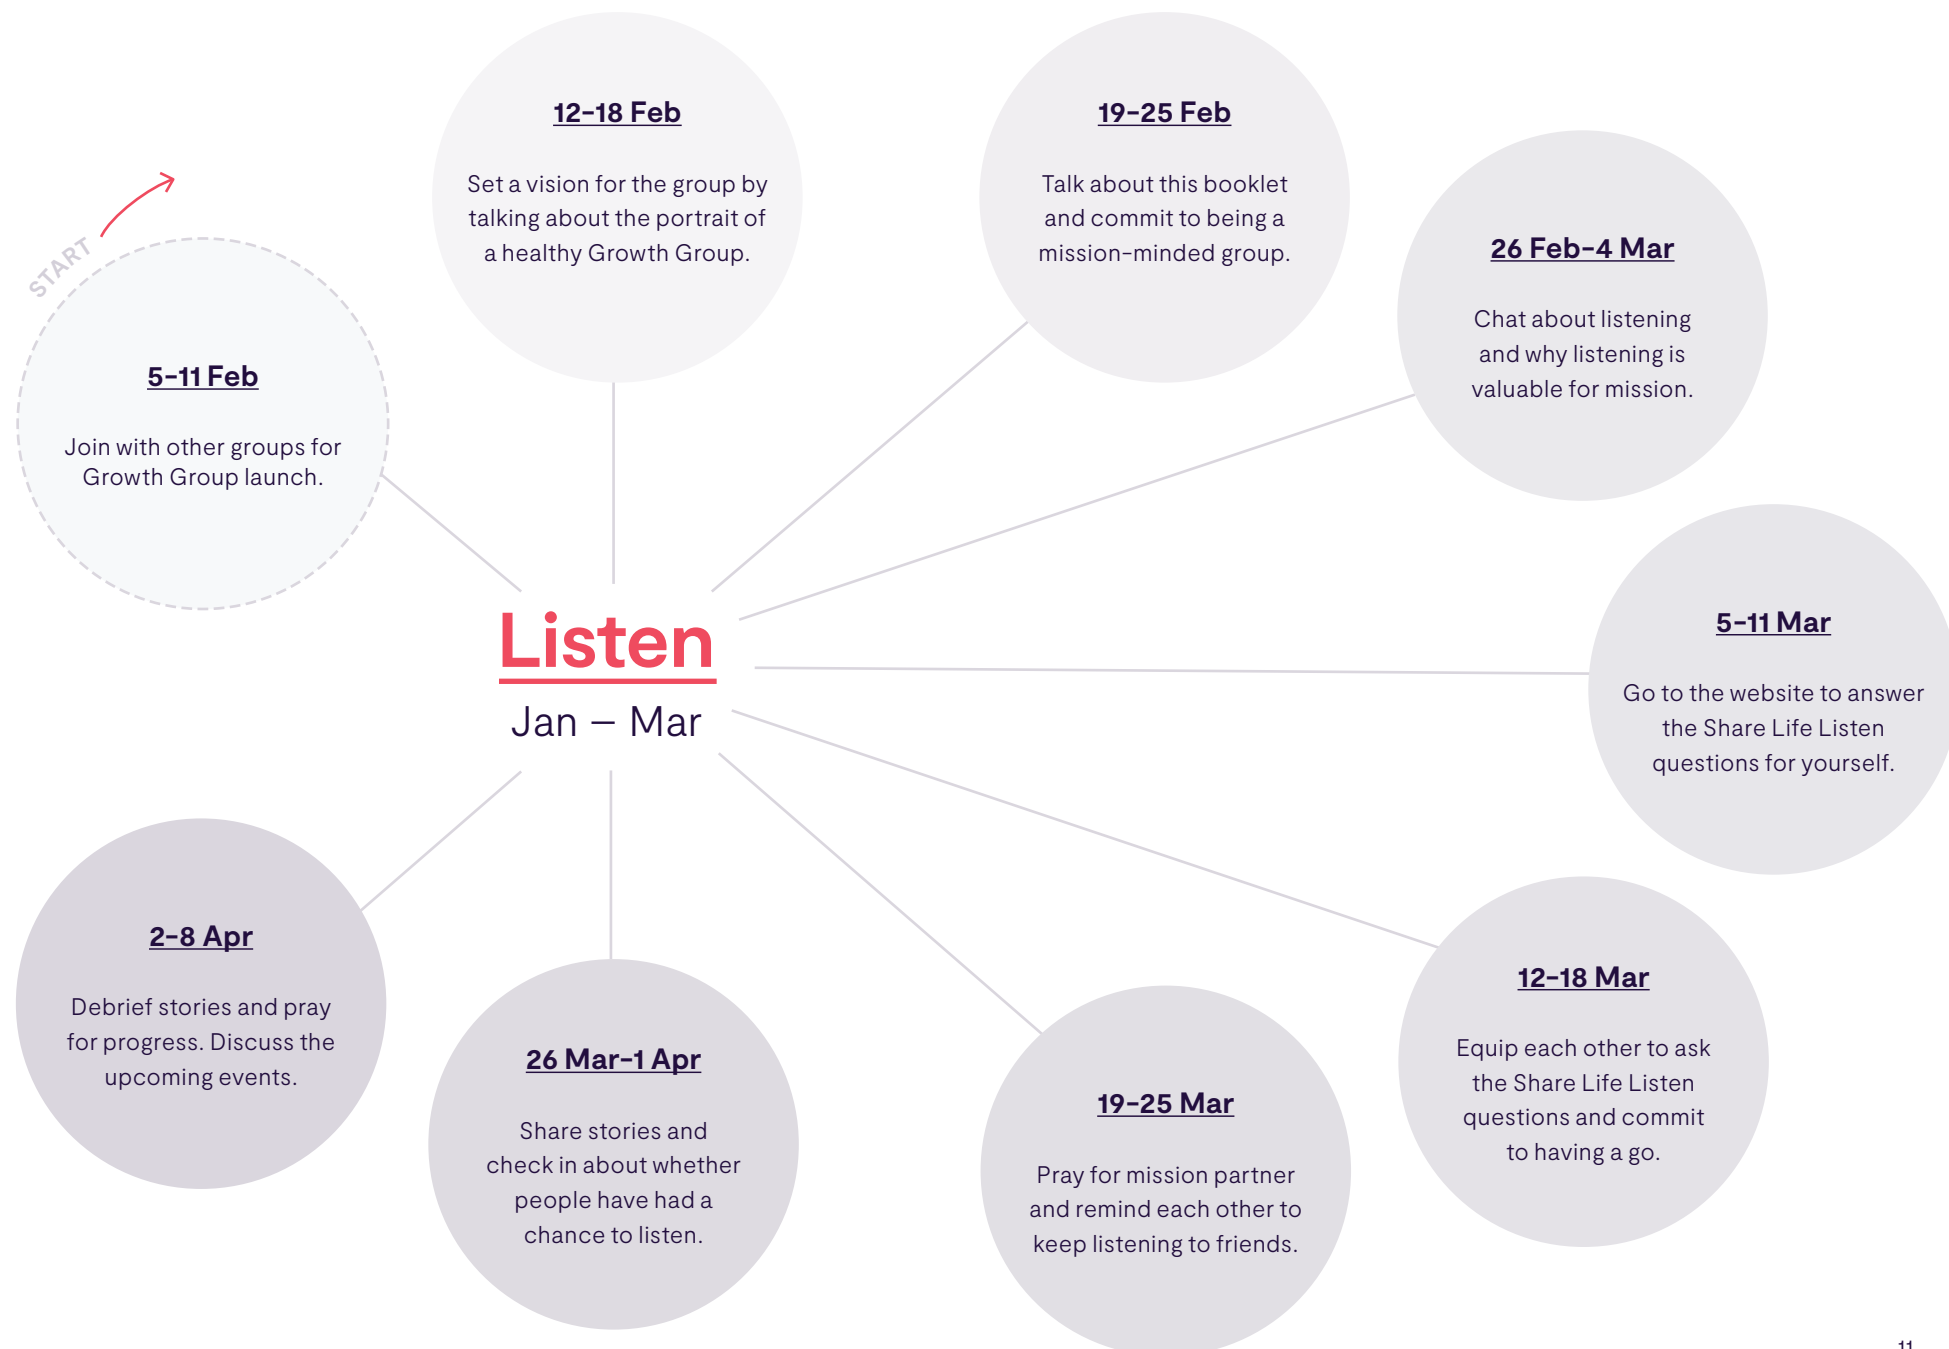 START
5-11 Feb
Join with other groups for
Growth Group launch.
12-18 Feb
Set a vision for the group by
talking about the portrait of
a healthy Growth Group.
19-25 Feb
Talk about this booklet
and commit to being a
mission-minded group.
26 Feb-4 Mar
Chat about listening
and why listening is
valuable for mission.
5-11 Mar
Go to the website to answer
the Share Life Listen
questions for yourself.
12-18 Mar
Equip each other to ask
the Share Life Listen
questions and commit
to having a go.
19-25 Mar
Pray for mission partner
and remind each other to
keep listening to friends.
26 Mar-1 Apr
Share stories and
check in about whether
people have had a
chance to listen.
2-8 Apr
Debrief stories and pray
for progress. Discuss the
upcoming events.
Listen
Jan – Mar
11